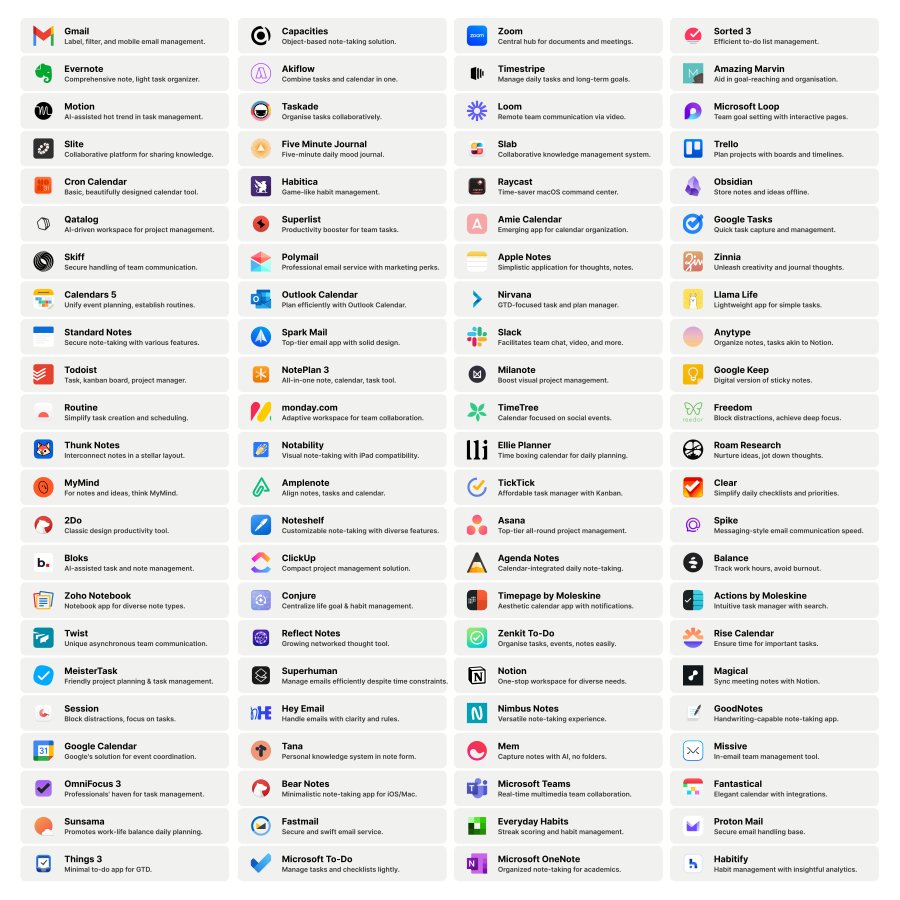 Gmail
Label, filter, and mobile email management.
Evernote
Comprehensive note, light task organizer.
Motion
AI-assisted hot trend in task management.
Slite
Collaborative platform for sharing knowledge.
Cron Calendar
Basic, beautifully designed calendar tool.
Qatalog
AI-driven workspace for project management.
Skiff
Secure handling of team communication.
Calendars 5
Unify event planning, establish routines.
Standard Notes
Secure note-taking with various features.
Todoist
Task, kanban board, project manager.
Routine
Simplify task creation and scheduling.
Thunk Notes
Interconnect notes in a stellar layout.
MyMind
For notes and ideas, think MyMind.
2Do
Classic design productivity tool.
b.
Bloks
AI-assisted task and note management.
Zoho Notebook
Notebook app for diverse note types.
Twist
Unique asynchronous team communication.
MeisterTask
Friendly project planning & task management.
Session
Block distractions, focus on tasks.
31
Google Calendar
Google's solution for event coordination.
OmniFocus 3
Professionals' haven for task management.
Sunsama
Promotes work-life balance daily planning.
Things 3
Minimal to-do app for GTD.
Capacities
Object-based note-taking solution.
Akiflow
Combine tasks and calendar in one.
Taskade
Organise tasks collaboratively.
Five Minute Journal
Five-minute daily mood journal.
Habitica
Game-like habit management.
Superlist
Productivity booster for team tasks.
Polymail
Professional email service with marketing perks.
Outlook Calendar
Plan efficiently with Outlook Calendar.
Spark Mail
Top-tier email app with solid design.
NotePlan 3
All-in-one note, calendar, task tool.
monday.com
Adaptive workspace for team collaboration.
Notability
Visual note-taking with iPad compatibility.
Amplenote
Align notes, tasks and calendar.
Noteshelf
Customizable note-taking with diverse features.
ClickUp
Compact project management solution.
Conjure
Centralize life goal & habit management.
Reflect Notes
Growing networked thought tool.
Superhuman
Manage emails efficiently despite time constraints.
Hey Email
Handle emails with clarity and rules.
Tana
Personal knowledge system in note form.
Bear Notes
Minimalistic note-taking app for iOS/Mac.
Fastmail
Secure and swift email service.
Microsoft To-Do
Manage tasks and checklists lightly.
zoom
Zoom
Central hub for documents and meetings.
Timestripe
Manage daily tasks and long-term goals.
Loom
Remote team communication via video.
Slab
Collaborative knowledge management system.
Raycast
Time-saver macOS command center.
Amie Calendar
Emerging app for calendar organization.
Apple Notes
Simplistic application for thoughts, notes.
Nirvana
GTD-focused task and plan manager.
Slack
Facilitates team chat, video, and more.
Milanote
Boost visual project management.
TimeTree
Calendar focused on social events.
Ellie Planner
Time boxing calendar for daily planning.
TickTick
Affordable task manager with Kanban.
Asana
Top-tier all-round project management.
Agenda Notes
Calendar-integrated daily note-taking.
Timepage by Moleskine
Aesthetic calendar app with notifications.
Zenkit To-Do
Organise tasks, events, notes easily.
Notion
One-stop workspace for diverse needs.
Nimbus Notes
Versatile note-taking experience.
Mem
Capture notes with AI, no folders.
Microsoft Teams
Real-time multimedia team collaboration.
Everyday Habits
Streak scoring and habit management.
Microsoft OneNote
Organized note-taking for academics.
Sorted 3
Efficient to-do list management.
Amazing Marvin
Aid in goal-reaching and organisation.
Microsoft Loop
Team goal setting with interactive pages.
Trello
Plan projects with boards and timelines.
Obsidian
Store notes and ideas offline.
Google Tasks
Quick task capture and management.
Zinnia
Unleash creativity and journal thoughts.
Llama Life
Lightweight app for simple tasks.
Anytype
Organize notes, tasks akin to Notion.
Google Keep
Digital version of sticky notes.
Freedom
Block distractions, achieve deep focus.
Roam Research
Nurture ideas, jot down thoughts.
Clear
Simplify daily checklists and priorities.
Spike
Messaging-style email communication speed.
Balance
Track work hours, avoid burnout.
Actions by Moleskine
Intuitive task manager with search.
Rise Calendar
Ensure time for important tasks.
Magical
Sync meeting notes with Notion.
GoodNotes
Handwriting-capable note-taking app.
Missive
In-email team management tool.
Fantastical
Elegant calendar with integrations.
Proton Mail
Secure email handling base.
Habitify
Habit management with insightful analytics.